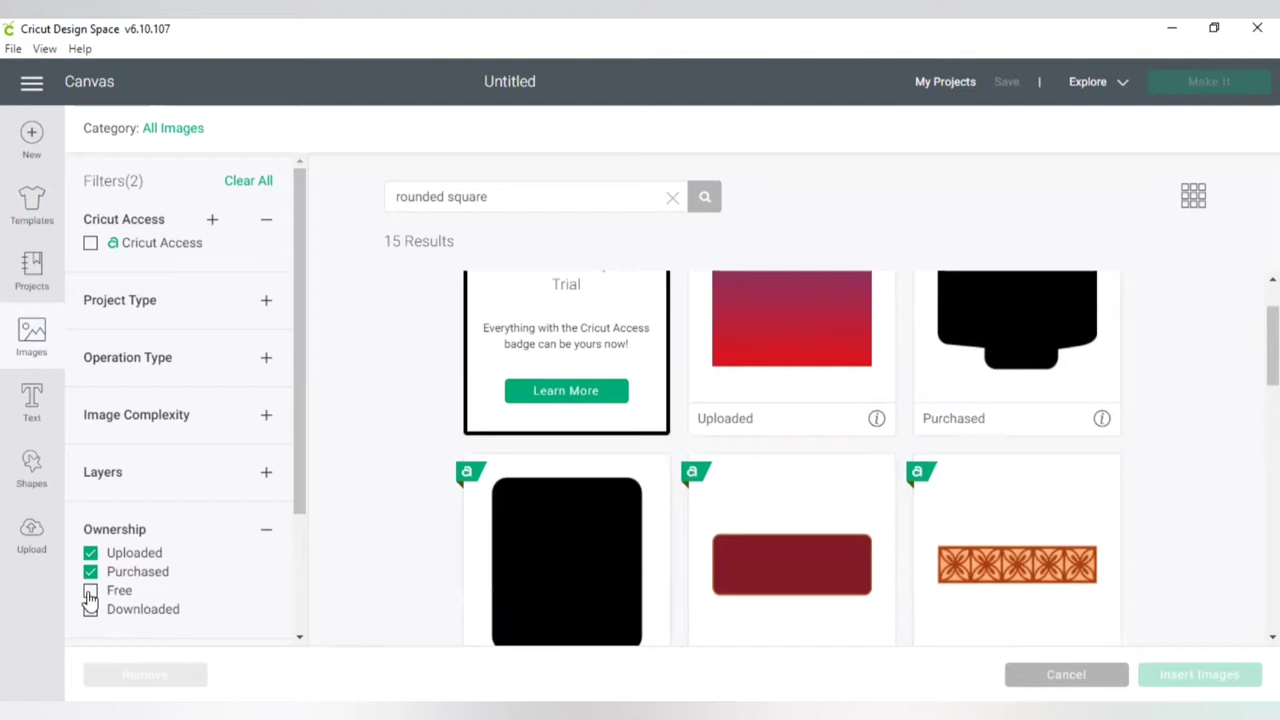 Cricut Design Space v6.10.107
File View Help
Canvas
Untitled
My Projects Save | Explore Make It
New
Templates
Projects
Images
Text
Shapes
Upload
Category: All Images
Filters(2) Clear All
Cricut Access
a Cricut Access
Project Type
Operation Type
Image Complexity
Layers
Ownership
Uploaded
Purchased
Free
Downloaded
rounded square
15 Results
Trial
Everything with the Cricut Access
badge can be yours now!
Learn More
Uploaded
Purchased
a
a
a
Remove
Cancel
Insert Images